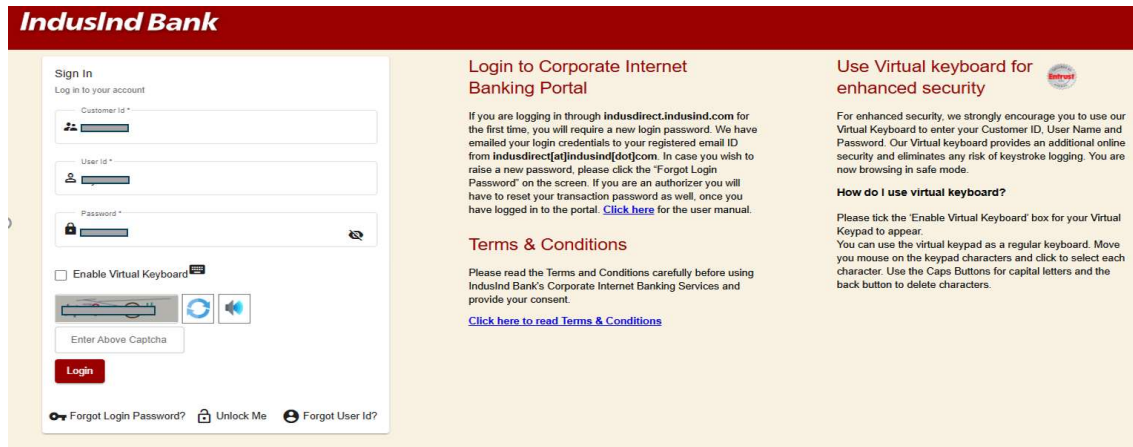 IndusInd Bank
Sign In
Log in to your account
Customer Id *
User Id *
Password *
Enable Virtual Keyboard
Enter Above Captcha
Login
Forgot Login Password?
Unlock Me
Forgot User Id?
Login to Corporate Internet
Banking Portal
If you are logging in through indusdirect.indusind.com for
the first time, you will require a new login password. We have
emailed your login credentials to your registered email ID
from indusdirect[at]indusind[dot]com. In case you wish to
raise a new password, please click the "Forgot Login
Password" on the screen. If you are an authorizer you will
have to reset your transaction password as well, once you
have logged in to the portal. Click here for the user manual.
Terms & Conditions
Please read the Terms and Conditions carefully before using
IndusInd Bank's Corporate Internet Banking Services and
provide your consent.
Click here to read Terms & Conditions
Use Virtual keyboard for
enhanced security
Entrust
For enhanced security, we strongly encourage you to use our
Virtual Keyboard to enter your Customer ID, User Name and
Password. Our Virtual keyboard provides an additional online
security and eliminates any risk of keystroke logging. You are
now browsing in safe mode.
How do I use virtual keyboard?
Please tick the 'Enable Virtual Keyboard' box for your Virtual
Keypad to appear.
You can use the virtual keypad as a regular keyboard. Move
you mouse on the keypad characters and click to select each
character. Use the Caps Buttons for capital letters and the
back button to delete characters.